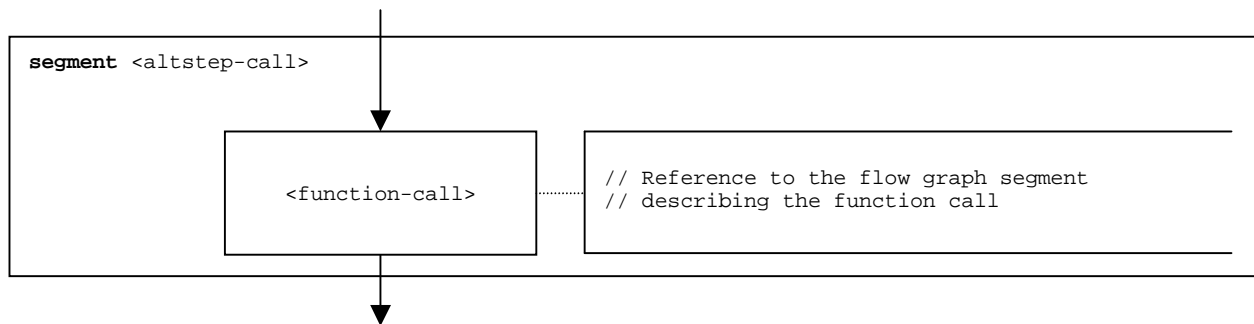 segment <altstep-call>
<function-call>
// Reference to the flow graph segment
// describing the function call